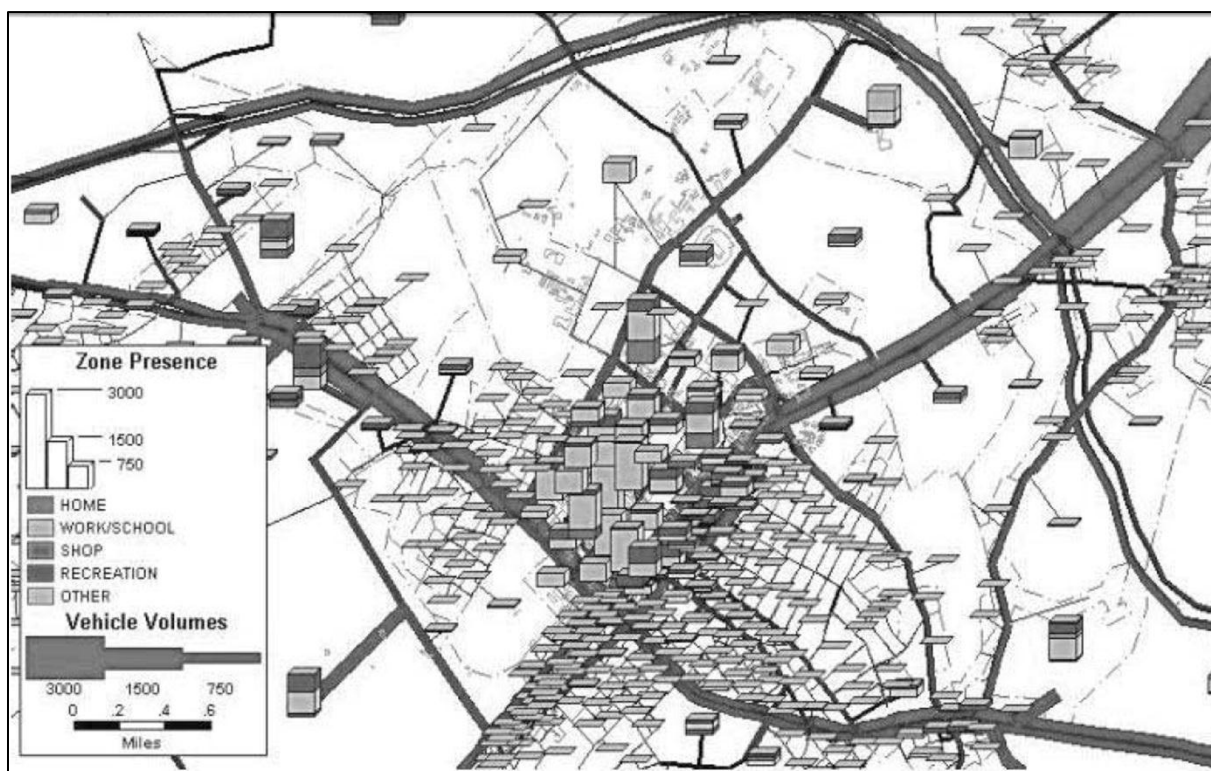 Zone Presence
3000
1500
750
HOME
WORK/SCHOOL
SHOP
RECREATION
OTHER
Vehicle Volumes
3000 1500 750
0 .2 .4 .6
Miles